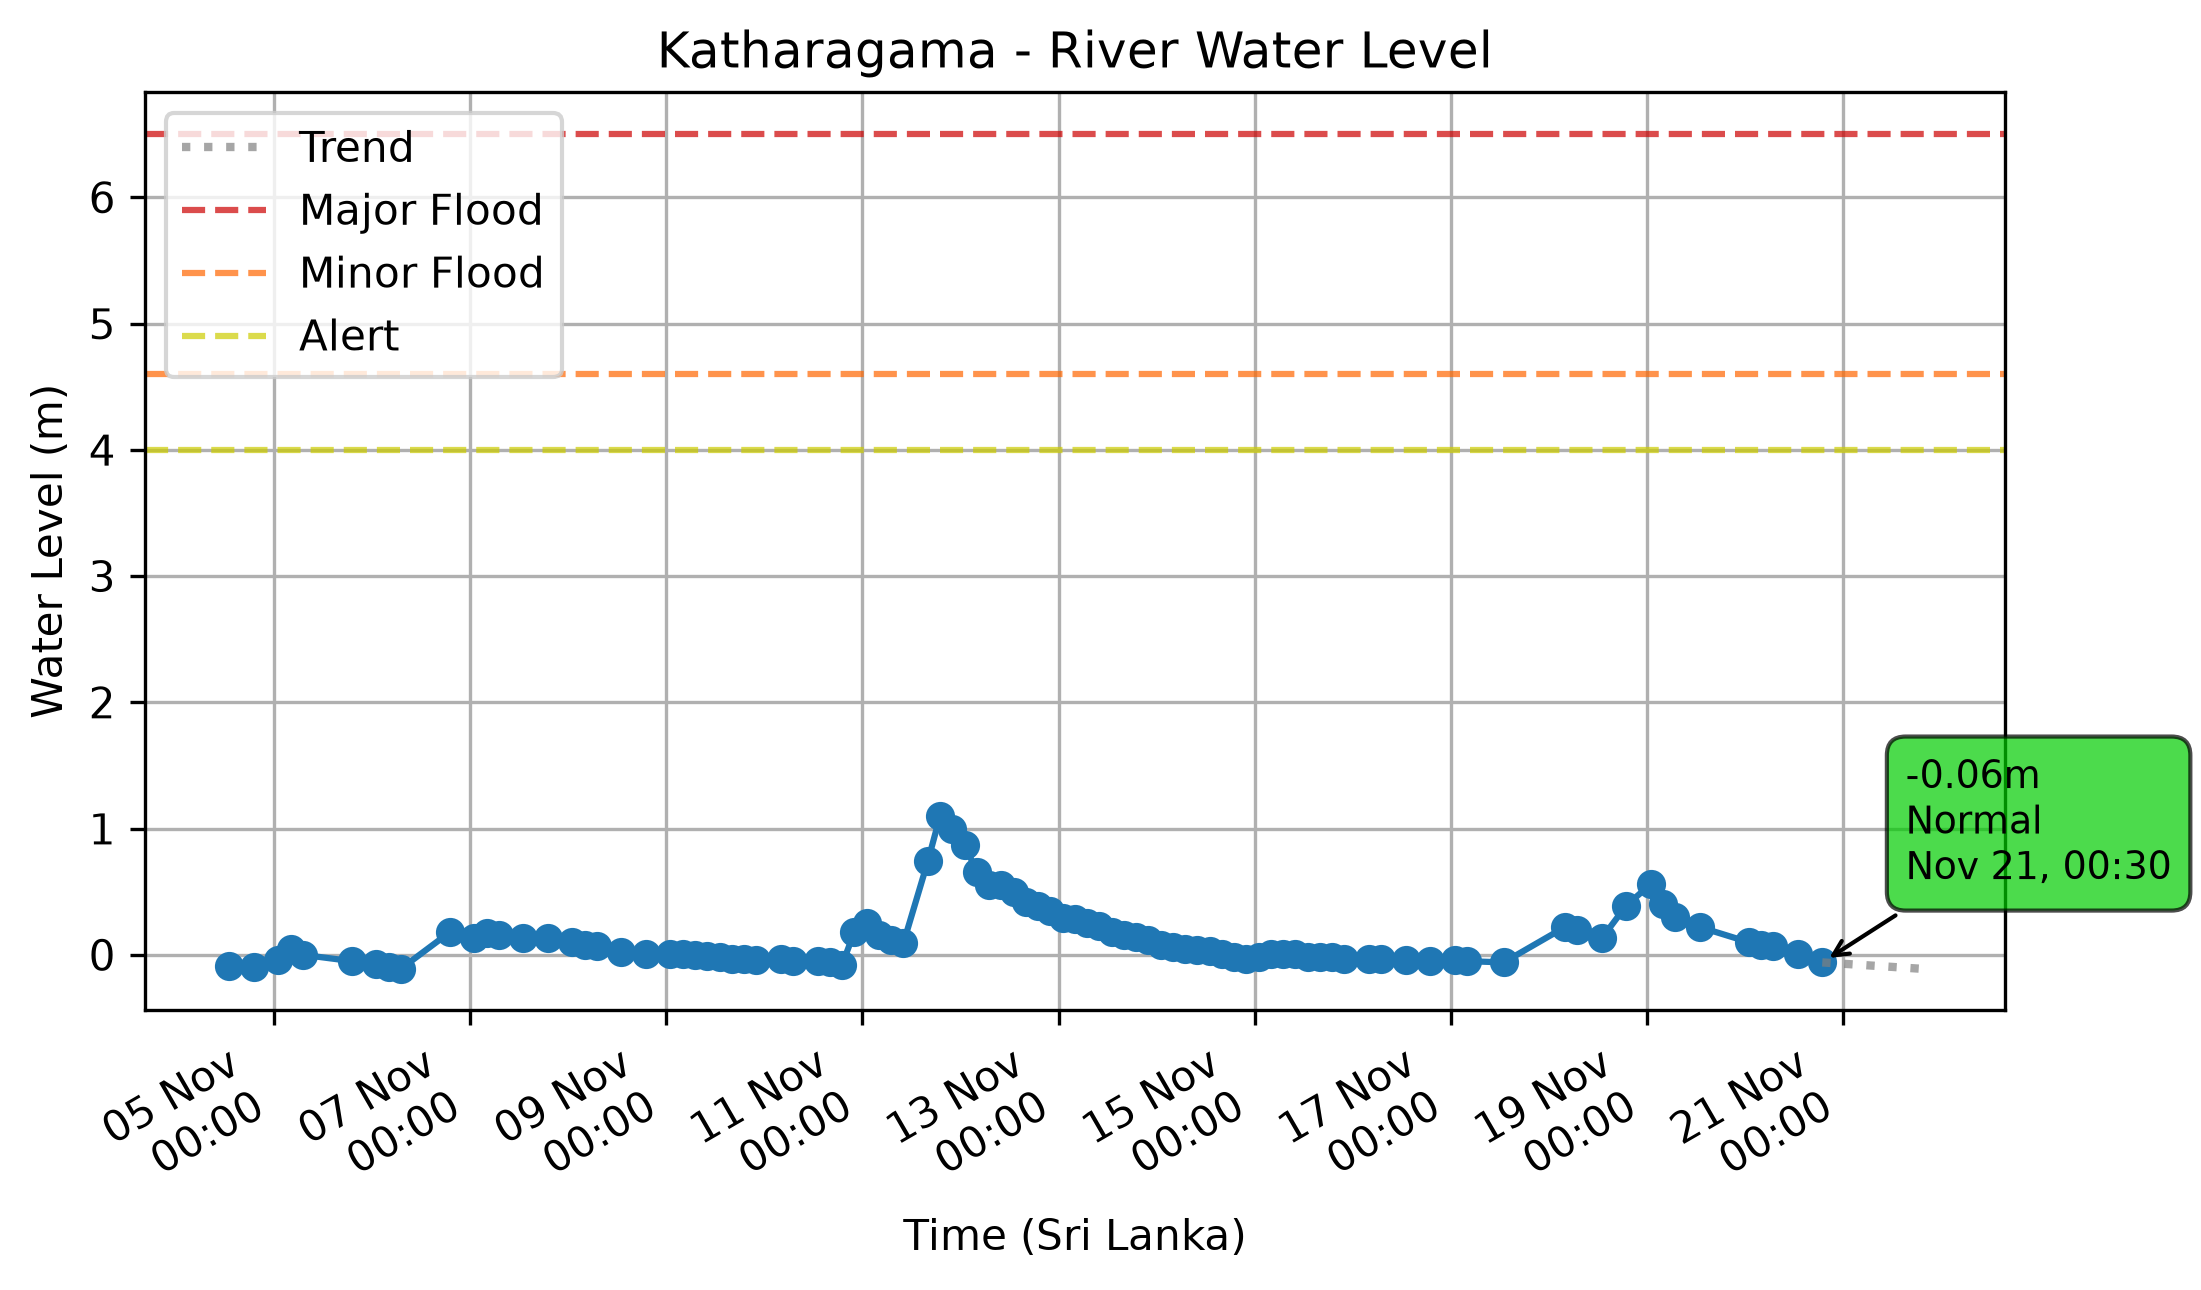 Katharagama - River Water Level
Trend
Major Flood
Minor Flood
Alert
Water Level (m)
6
5
4
3
2
1
0
-0.06m
Normal
Nov 21, 00:30
05 Nov
00:00
07 Nov
00:00
09 Nov
00:00
11 Nov
00:00
13 Nov
00:00
15 Nov
00:00
17 Nov
00:00
19 Nov
00:00
21 Nov
00:00
Time (Sri Lanka)